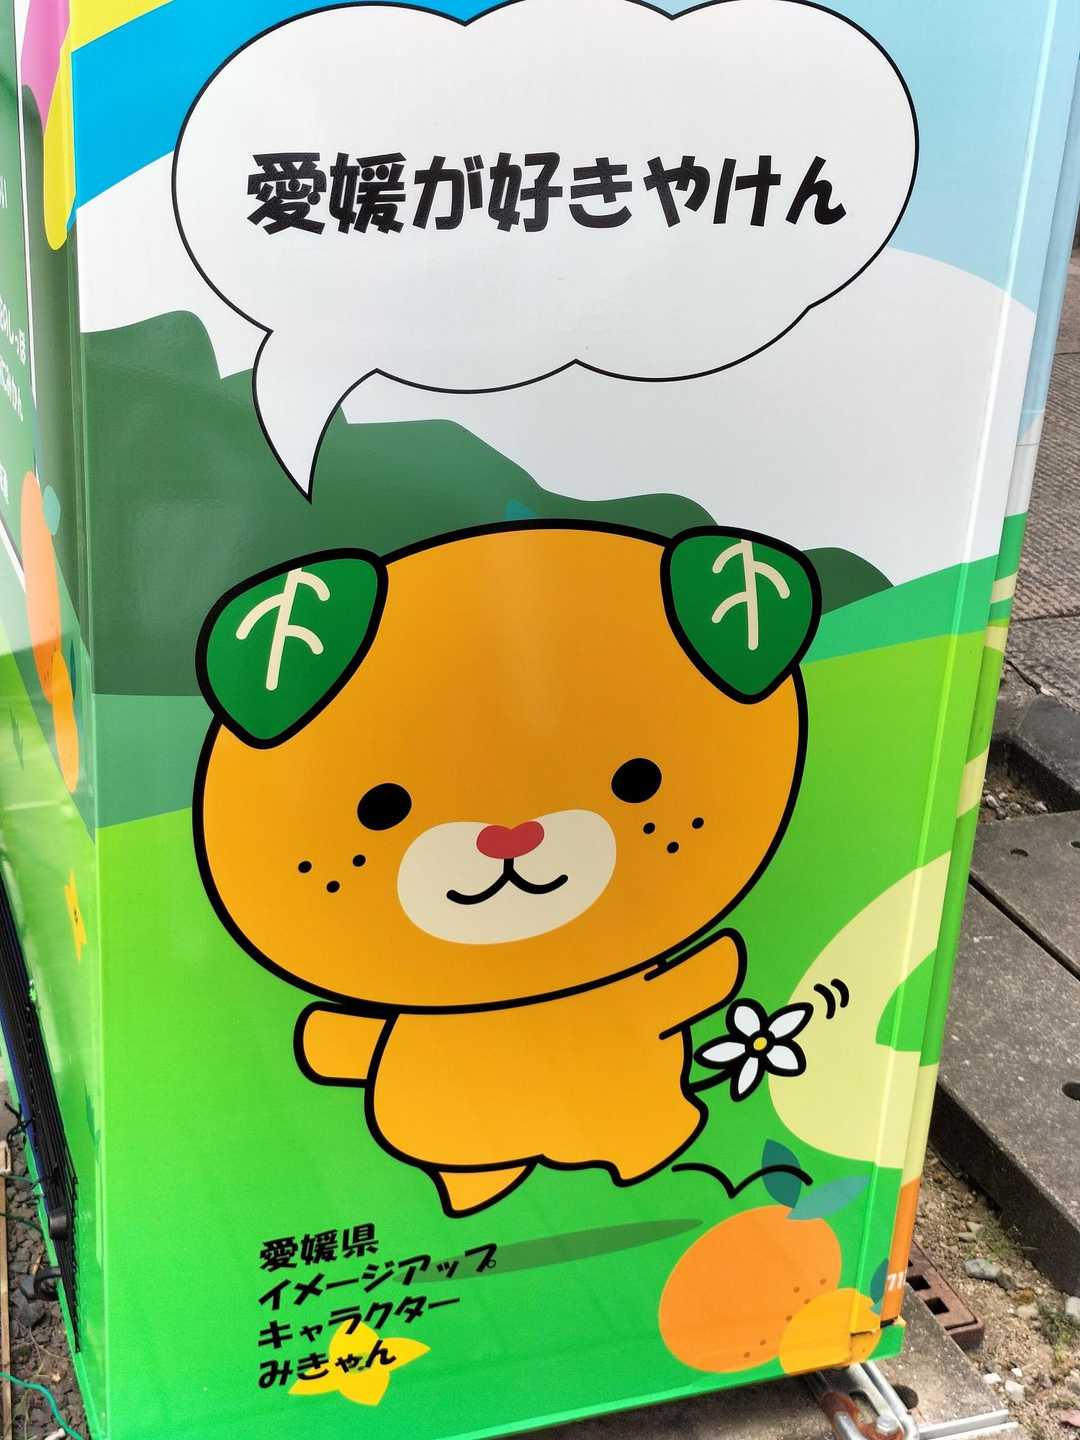 愛媛が好きやけん
愛媛県
イメージアップ
キャラクター
みきゃん